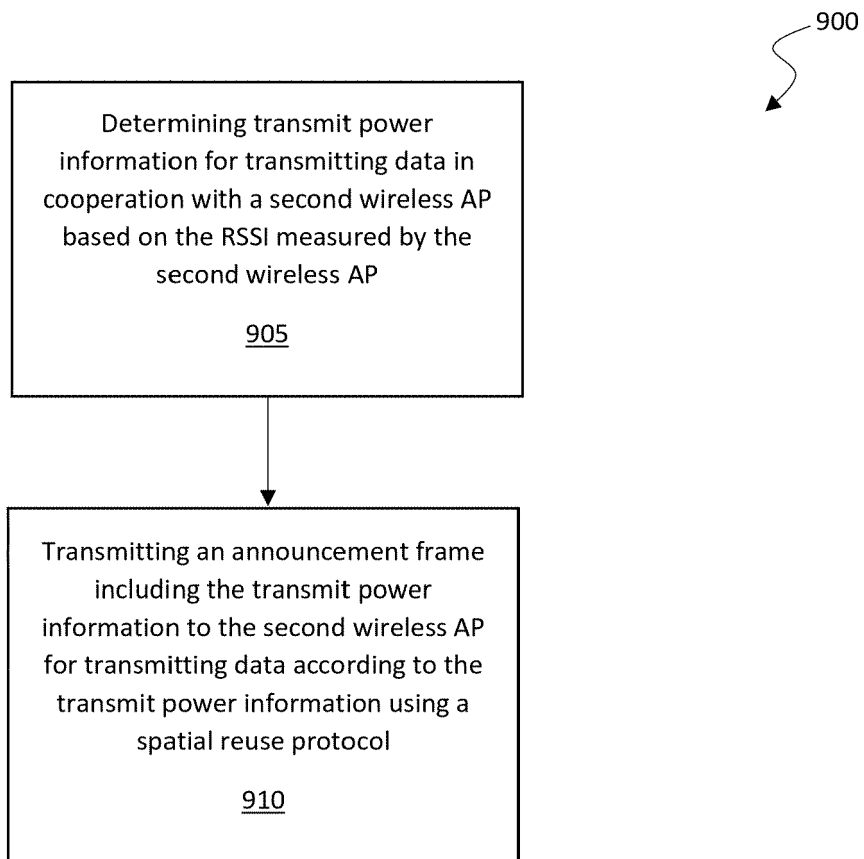 900
Determining transmit power
information for transmitting data in
cooperation with a second wireless AP
based on the RSSI measured by the
second wireless AP
905
Transmitting an announcement frame
including the transmit power
information to the second wireless AP
for transmitting data according to the
transmit power information using a
spatial reuse protocol
910